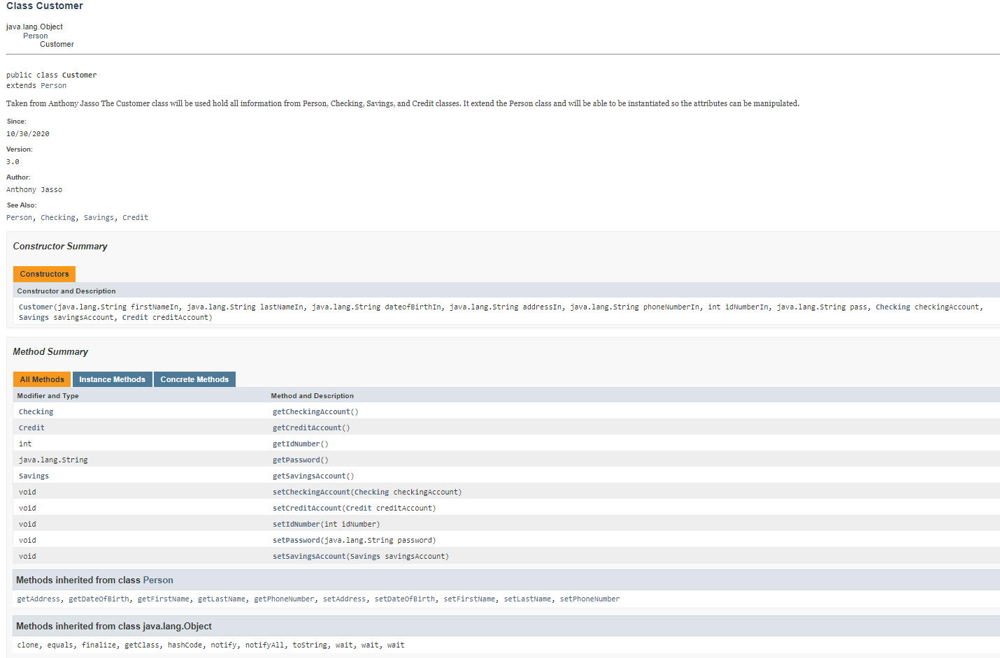 Class Customer
java.lang.Object
Person
Customer
public class Customer
extends Person
Taken from Anthony Jasso The Customer class will be used hold all information from Person, Checking, Savings, and Credit classes. It extend the Person class and will be able to be instantiated so the attributes can be manipulated.
Since:
10/30/2020
Version:
3.0
Author:
Anthony Jasso
See Also:
Person, Checking, Savings, Credit
Constructor Summary
Constructors
Constructor and Description
Customer(java.lang.String firstNameIn, java.lang.String lastNameIn, java.lang.String dateofBirthIn, java.lang.String addressIn, java.lang.String phoneNumberIn, int idNumberIn, java.lang.String pass, Checking checkingAccount,
Savings savingsAccount, Credit creditAccount)
Method Summary
All Methods Instance Methods Concrete Methods
Modifier and Type Method and Description
Checking getCheckingAccount()
Credit getCreditAccount()
int getIdNumber()
java.lang.String getPassword()
Savings getSavingsAccount()
void setCheckingAccount(Checking checkingAccount)
void setCreditAccount(Credit creditAccount)
void setIdNumber(int idNumber)
void setPassword(java.lang.String password)
void setSavingsAccount(Savings savingsAccount)
Methods inherited from class Person
getAddress, getDateOfBirth, getFirstName, getLastName, getPhoneNumber, setAddress, setDateOfBirth, setFirstName, setLastName, setPhoneNumber
Methods inherited from class java.lang.Object
clone, equals, finalize, getClass, hashCode, notify, notifyAll, toString, wait, wait, wait